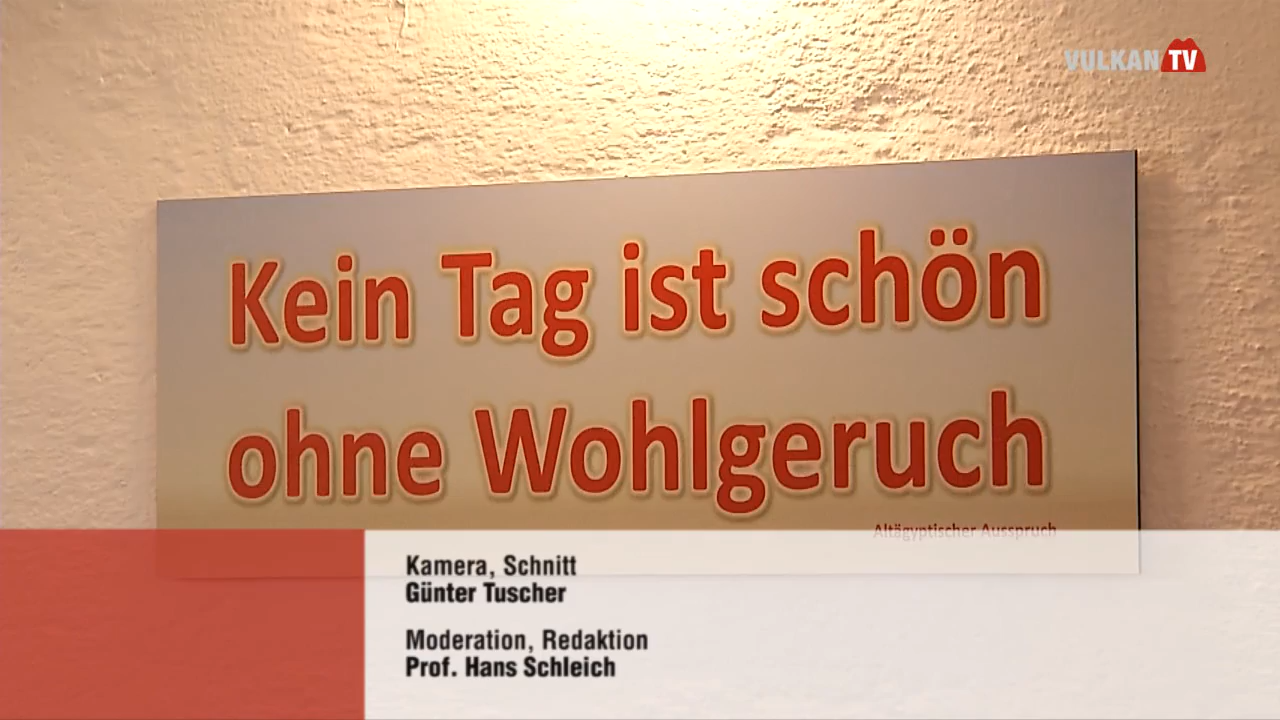 VULKAN TV
Kein Tag ist schön
ohne Wohlgeruch
Altägyptischer Ausspruch
Kamera, Schnitt
Günter Tuscher
Moderation, Redaktion
Prof. Hans Schleich